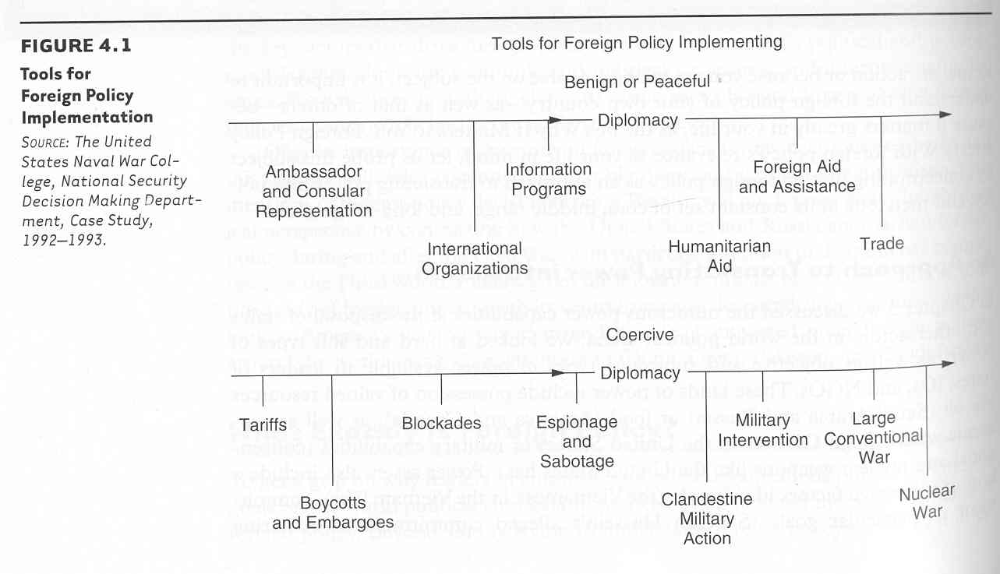 FIGURE 4.1
Tools for
Foreign Policy
Implementation
SOURCE: The United
States Naval War Col-
lege, National Security
Decision Making Depart-
ment, Case Study,
1992–1993.
Tools for Foreign Policy Implementing
Benign or Peaceful
Diplomacy
Ambassador
and Consular
Representation
International
Organizations
Information
Programs
Humanitarian
Aid
Foreign Aid
and Assistance
Trade
Coercive
Diplomacy
Tariffs
Boycotts
and Embargoes
Blockades
Espionage
and
Sabotage
Clandestine
Military
Action
Military
Intervention
Large
Conventional
War
Nuclear
War